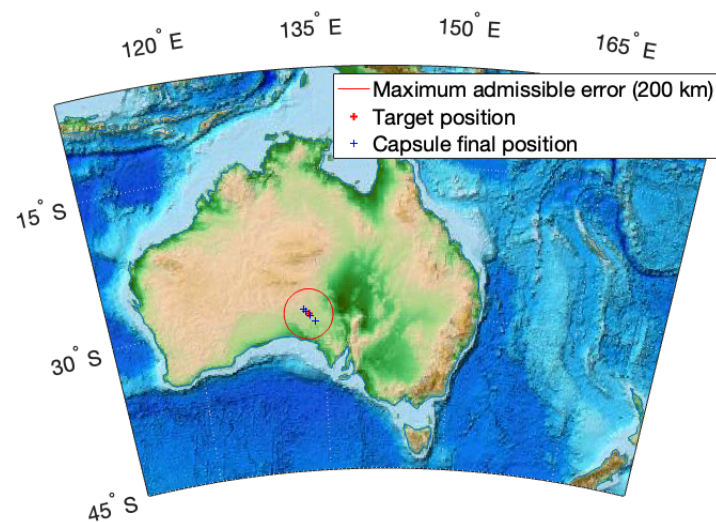 120° E
135° E
150° E
165° E
Maximum admissible error (200 km)
Target position
Capsule final position
15° S
30° S
45° S